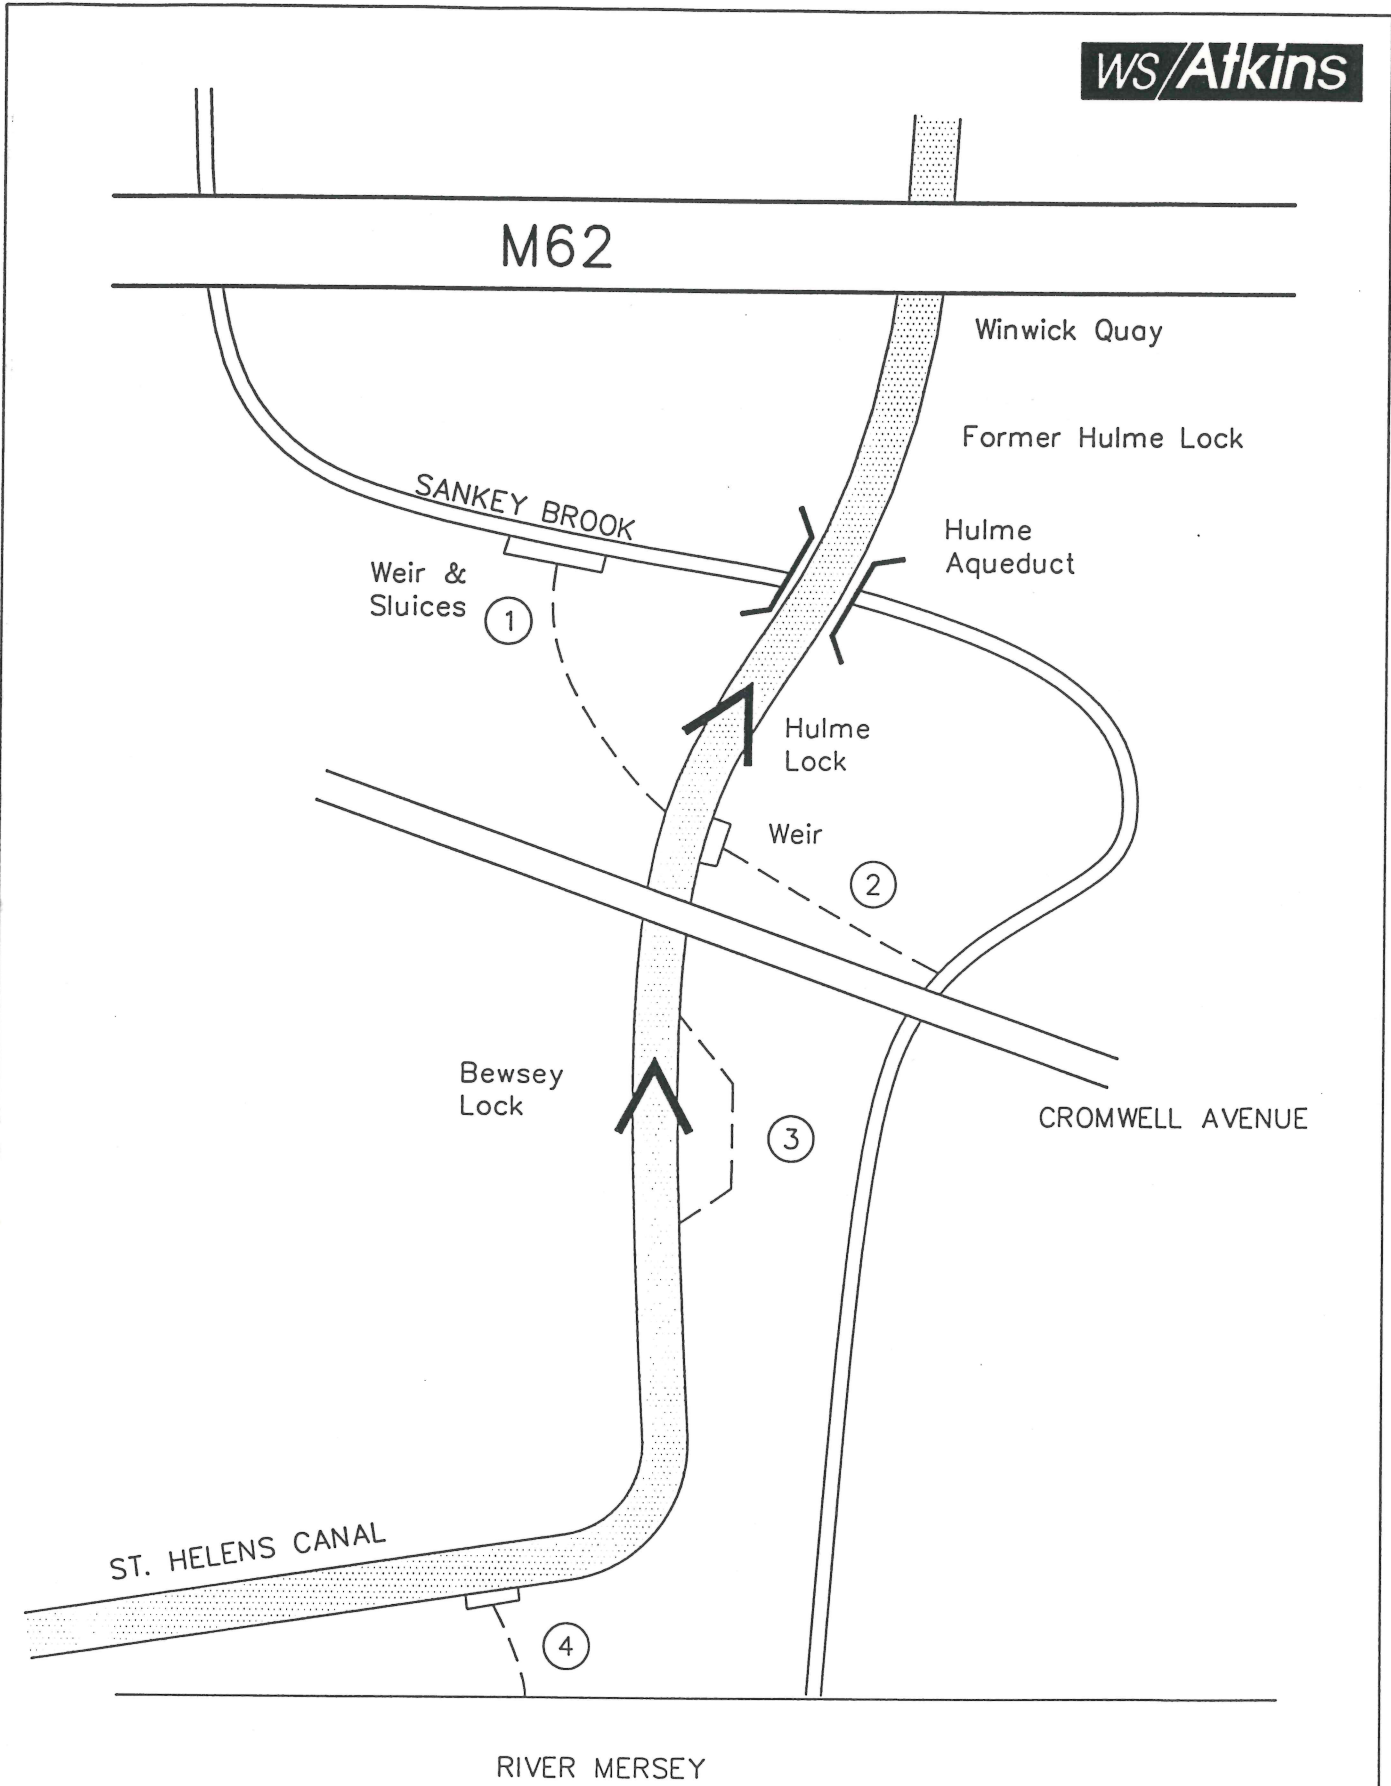 WS/Atkins
M62
Winwick Quay
Former Hulme Lock
SANKEY BROOK
Hulme
Aqueduct
Weir &
Sluices
1
Hulme
Lock
Weir
2
Bewsey
Lock
3
CROMWELL AVENUE
ST. HELENS CANAL
4
RIVER MERSEY